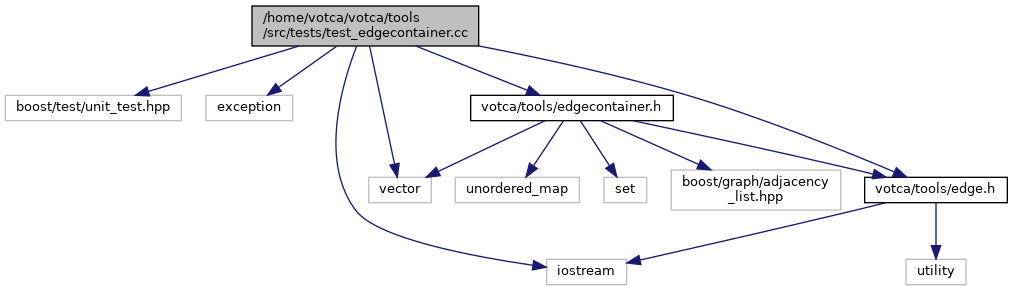 /home/votca/votca/tools
/src/tests/test_edgecontainer.cc
boost/test/unit_test.hpp
exception
votca/tools/edgecontainer.h
vector
unordered_map
set
boost/graph/adjacency
_list.hpp
votca/tools/edge.h
iostream
utility